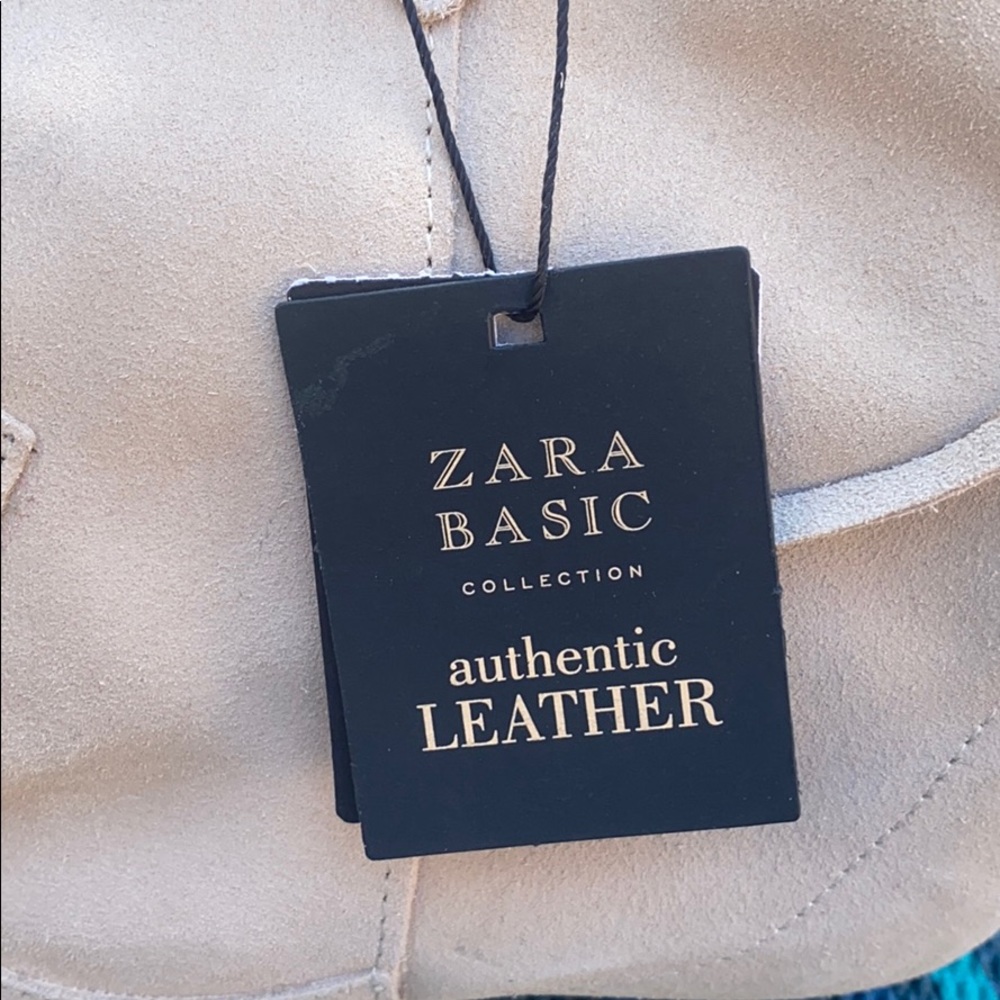 ZARA
BASIC
COLLECTION
authentic
LEATHER